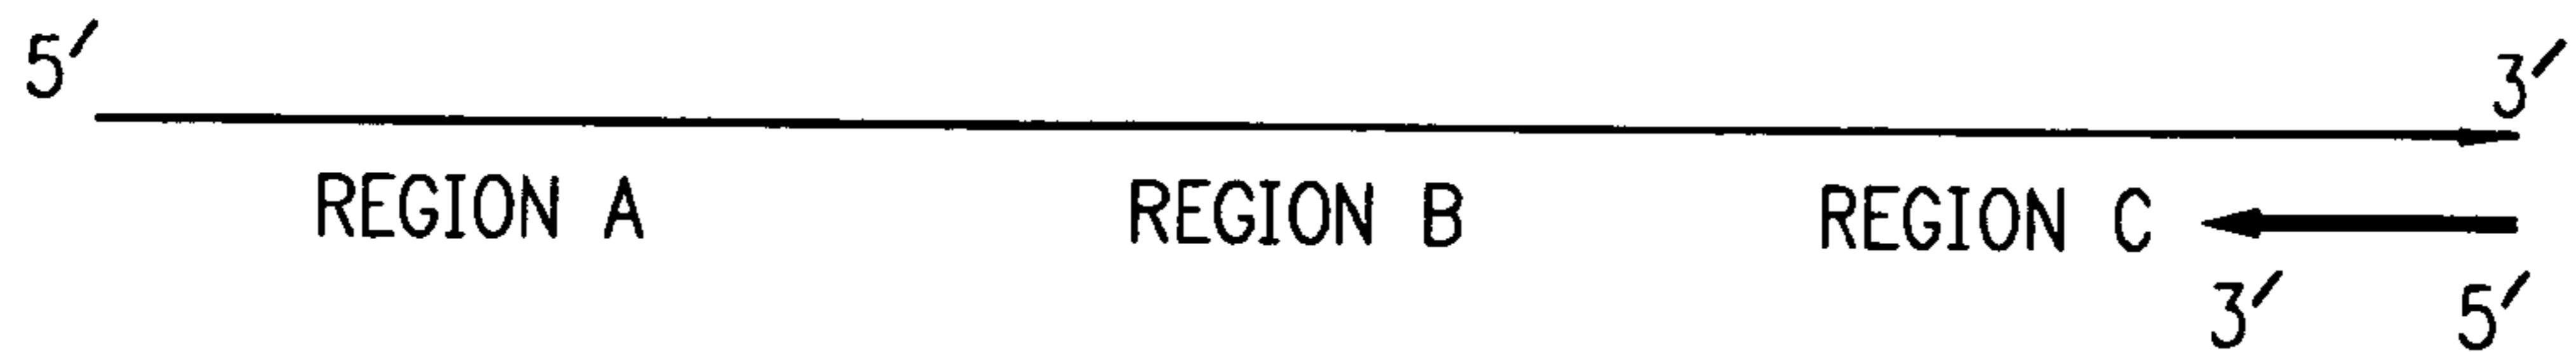 5′ 3′
REGION A REGION B REGION C
3′ 5′